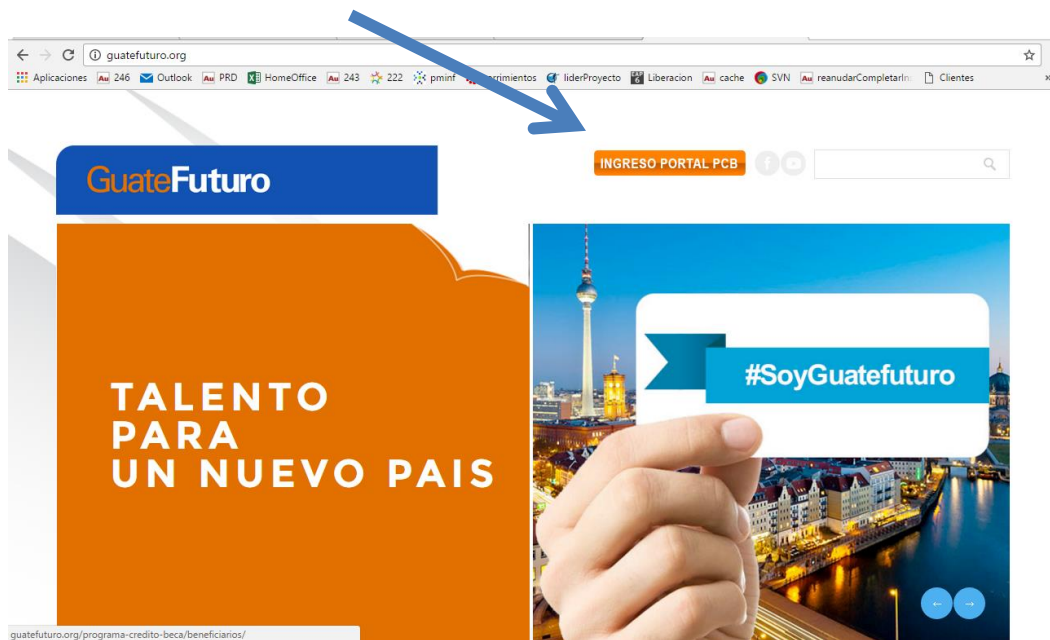 guatefuturo.org
Aplicaciones 246 Outlook PRD HomeOffice 243 222 pminf liderProyecto Liberacion cache SVN reanudarCompletarIn Clientes »
INGRESO PORTAL PCB
GuateFuturo
#SoyGuatefuturo
TALENTO
PARA
UN NUEVO PAIS
guatefuturo.org/programa-credito-beca/beneficiarios/